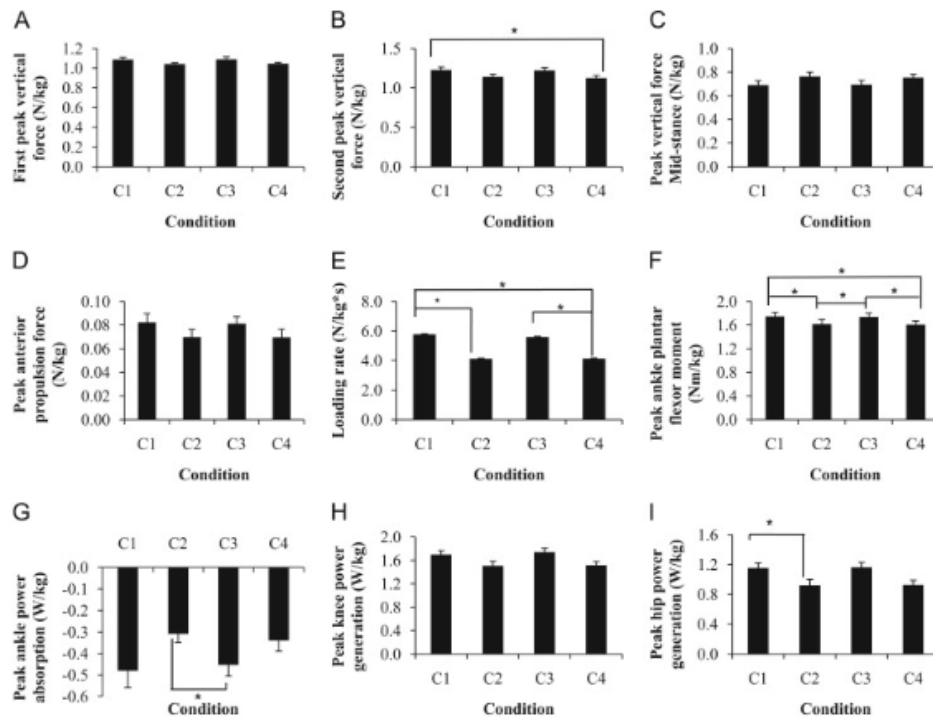 A
First peak vertical
force (N/kg)
1.2
1.0
0.8
0.6
0.4
0.2
0.0
C1 C2 C3 C4
Condition
B
Second peak vertical
force (N/kg)
1.5
1.0
0.5
0.0
*
C1 C2 C3 C4
Condition
C
Peak vertical force
Mid-stance (N/kg)
1.0
0.8
0.6
0.4
0.2
0.0
C1 C2 C3 C4
Condition
D
Peak anterior
propulsion force
(N/kg)
0.10
0.08
0.06
0.04
0.02
0.00
C1 C2 C3 C4
Condition
E
Loading rate (N/kg*s)
8.0
6.0
4.0
2.0
0.0
*
* *
C1 C2 C3 C4
Condition
F
Peak ankle plantar
flexor moment
(Nm/kg)
2.0
1.6
1.2
0.8
0.4
0.0
*
* * *
C1 C2 C3 C4
Condition
G
Peak ankle power
absorption (W/kg)
C1 C2 C3 C4
0.0
-0.1
-0.2
-0.3
-0.4
-0.5
-0.6
*
Condition
H
Peak knee power
generation (W/kg)
2.0
1.6
1.2
0.8
0.4
0.0
C1 C2 C3 C4
Condition
I
Peak hip power
generation (W/kg)
1.6
1.2
0.8
0.4
0.0
*
C1 C2 C3 C4
Condition